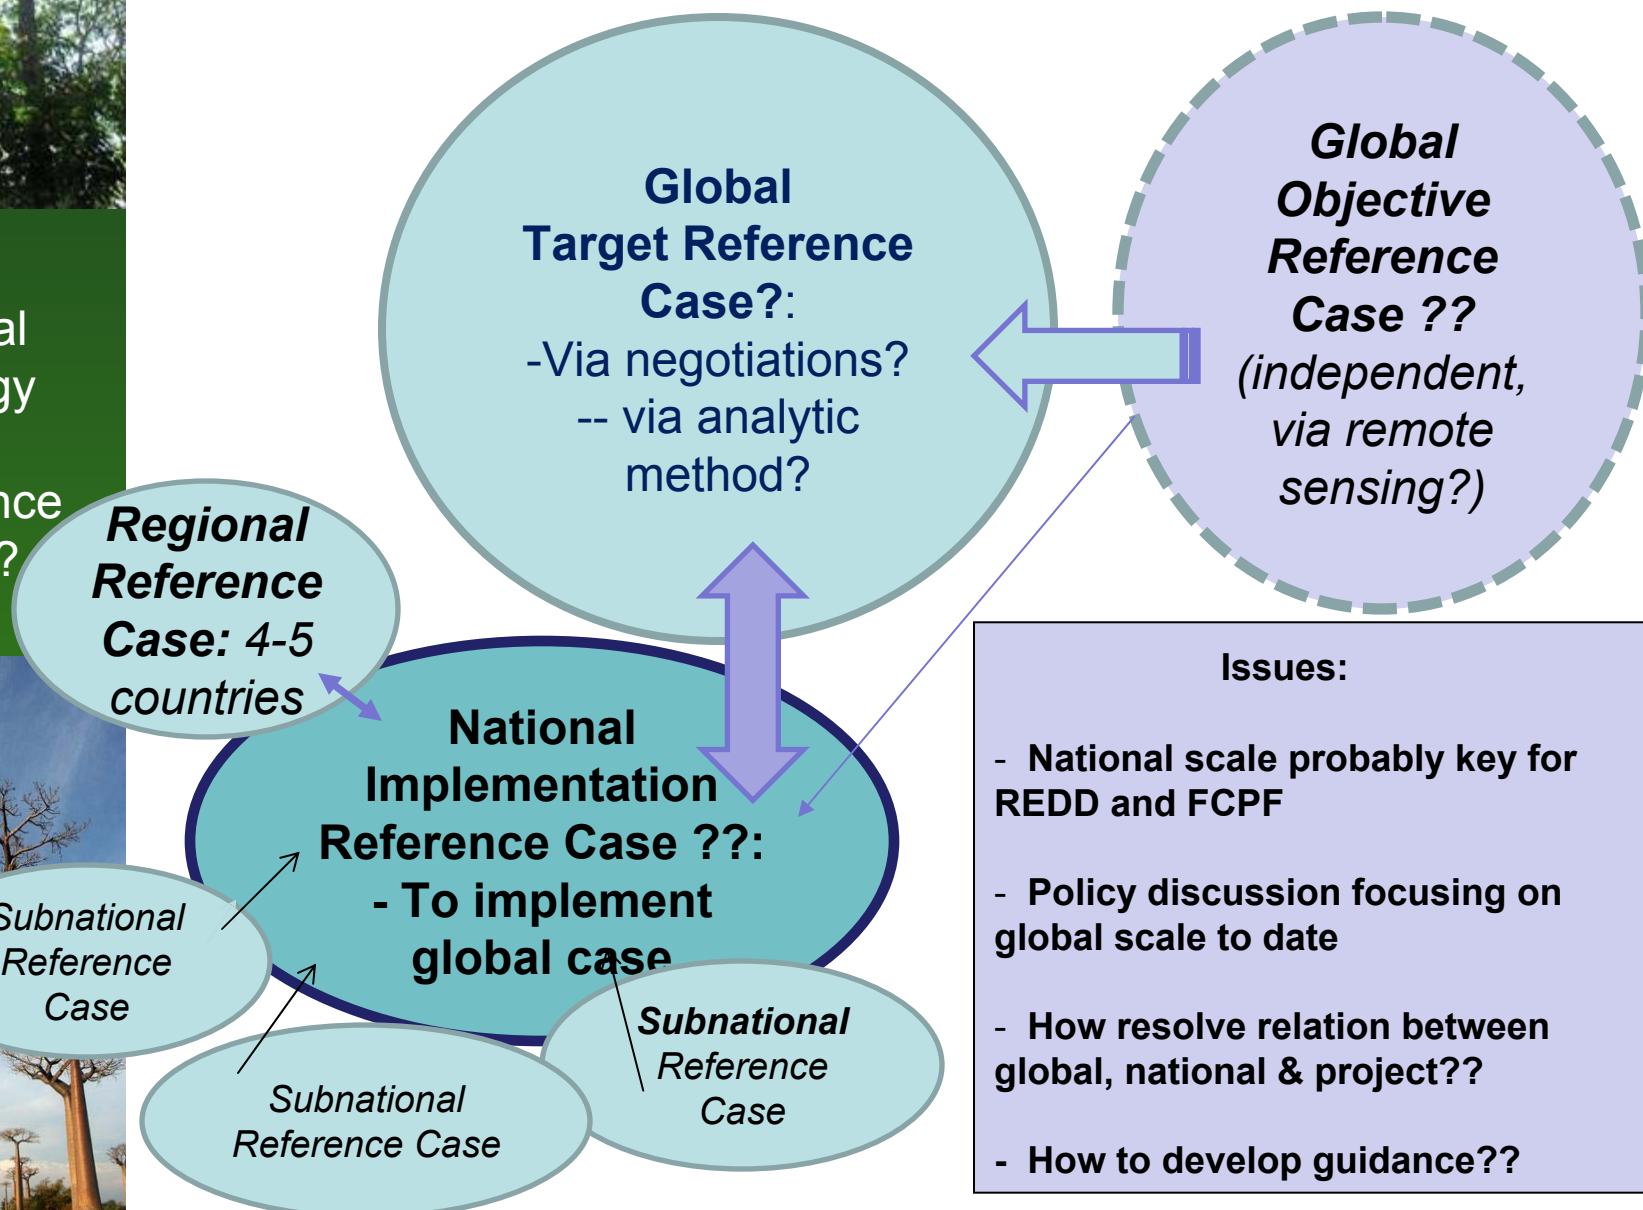 Global
Target Reference
Case?:
-Via negotiations?
-- via analytic
method?
Global
Objective
Reference
Case ??
(independent,
via remote
sensing?)
Regional
Reference
Case: 4-5
countries
National
Implementation
Reference Case ??:
- To implement
global case
Subnational
Reference
Case
Subnational
Reference Case
Subnational
Reference
Case
Issues:
- National scale probably key for
REDD and FCPF
- Policy discussion focusing on
global scale to date
- How resolve relation between
global, national & project??
- How to develop guidance??